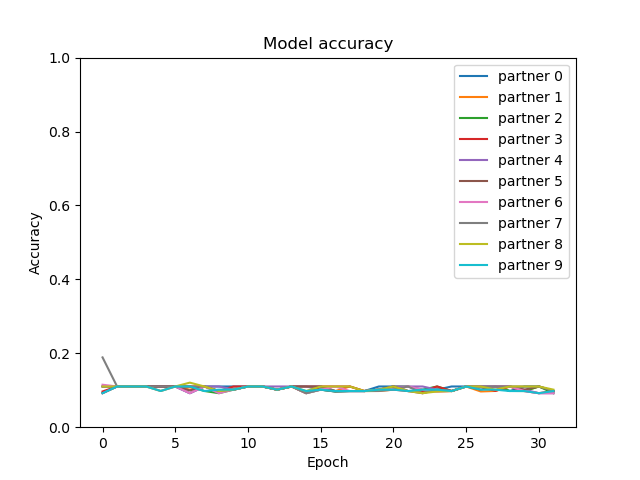 Model accuracy
1.0
0.8
0.6
0.4
0.2
0.0
Accuracy
partner 0
partner 1
partner 2
partner 3
partner 4
partner 5
partner 6
partner 7
partner 8
partner 9
0 5 10 15 20 25 30
Epoch